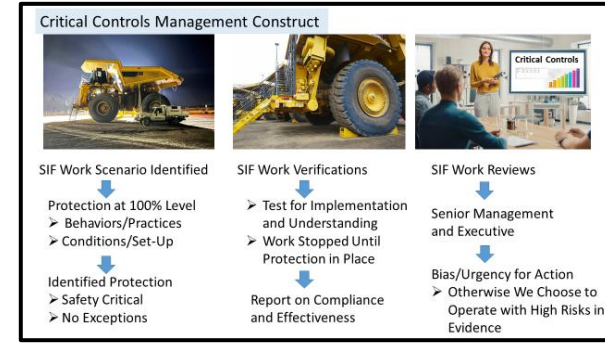 Critical Controls Management Construct
Critical Controls
SIF Work Scenario Identified
Protection at 100% Level
➢ Behaviors/Practices
➢ Conditions/Set-Up
Identified Protection
➢ Safety Critical
➢ No Exceptions
SIF Work Verifications
➢ Test for Implementation
and Understanding
➢ Work Stopped Until
Protection in Place
Report on Compliance
and Effectiveness
SIF Work Reviews
Senior Management
and Executive
Bias/Urgency for Action
➢ Otherwise We Choose to
Operate with High Risks in
Evidence